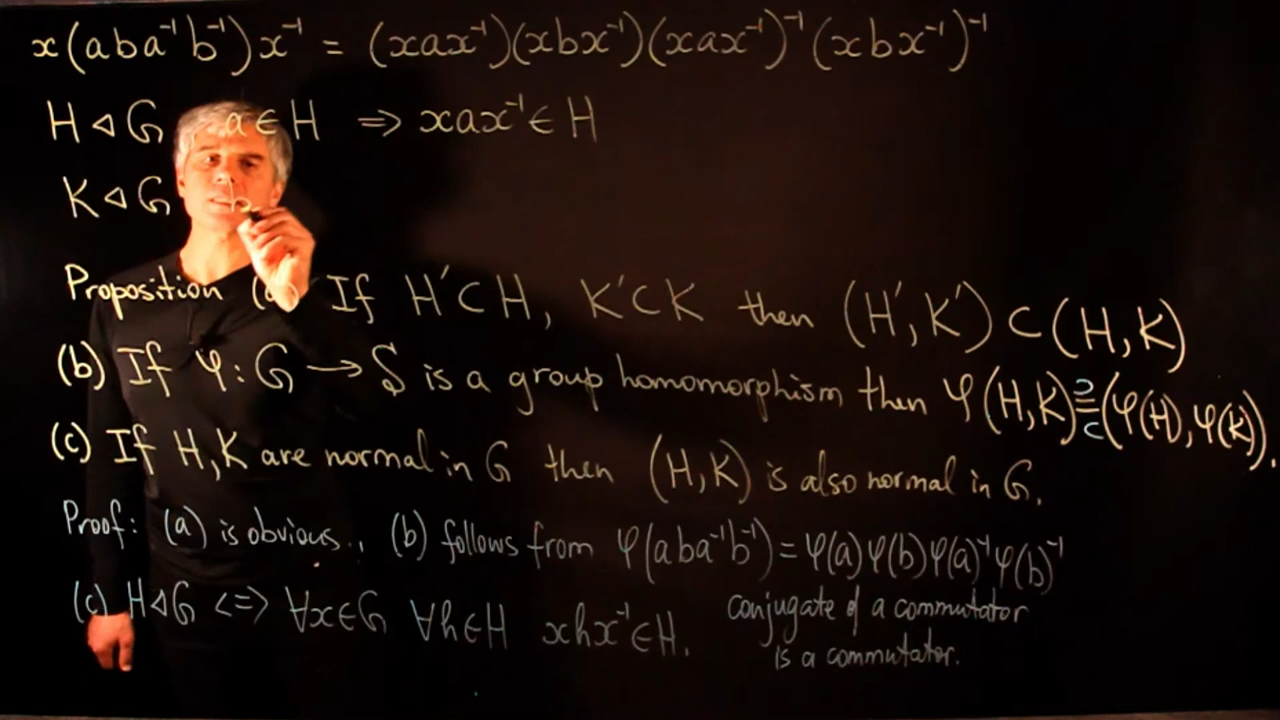 x(aba⁻¹b⁻¹)x⁻¹ = (xax⁻¹)(xbx⁻¹)(xax⁻¹)⁻¹(xbx⁻¹)⁻¹
H ◁ G a ∈ H ⇒ xax⁻¹ ∈ H
K ◁ G b
Proposition ( If H′ ⊂ H, K′ ⊂ K then (H′, K′) ⊂ (H, K)
(b) If φ: G → S is a group homomorphism then φ(H, K) ⊃=⊂ (φ(H), φ(K)).
(c) If H, K are normal in G then (H, K) is also normal in G.
Proof: (a) is obvious., (b) follows from φ(aba⁻¹b⁻¹) = φ(a)φ(b)φ(a)⁻¹φ(b)⁻¹
(c) H ◁ G <=> ∀x∈G ∀h∈H xhx⁻¹∈H. conjugate of a commutator
is a commutator.